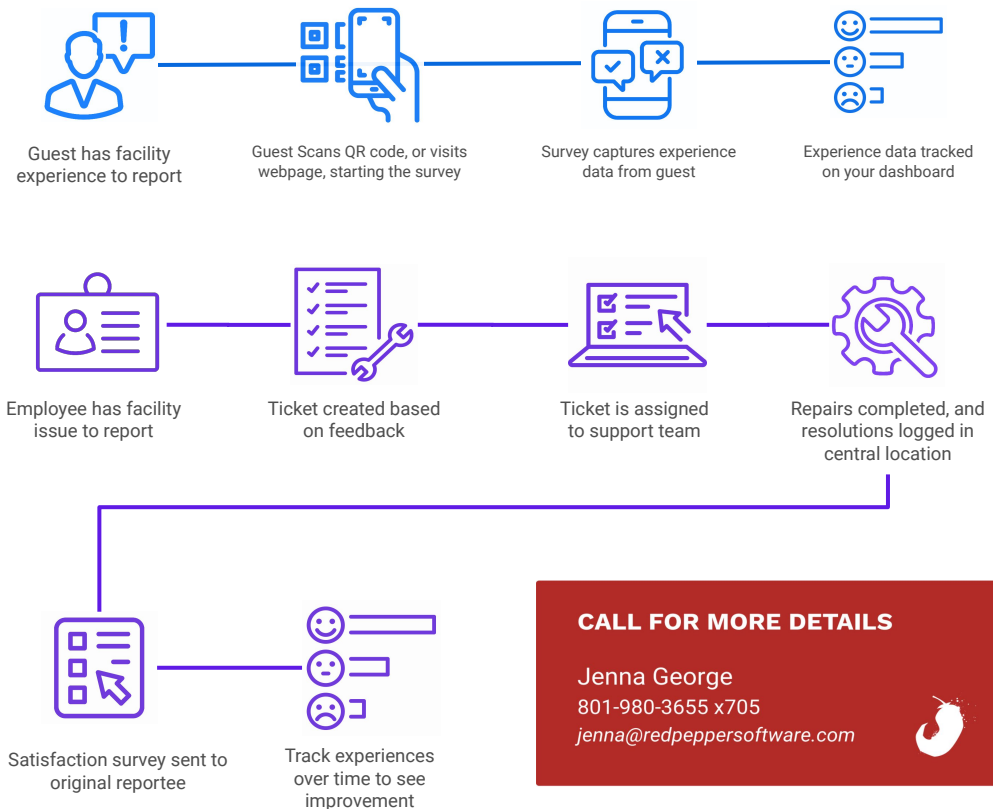 Guest has facility
experience to report
Guest Scans QR code, or visits
webpage, starting the survey
Survey captures experience
data from guest
Experience data tracked
on your dashboard
Employee has facility
issue to report
Ticket created based
on feedback
Ticket is assigned
to support team
Repairs completed, and
resolutions logged in
central location
Satisfaction survey sent to
original reportee
Track experiences
over time to see
improvement
CALL FOR MORE DETAILS
Jenna George
801-980-3655 x705
jenna@redpeppersoftware.com